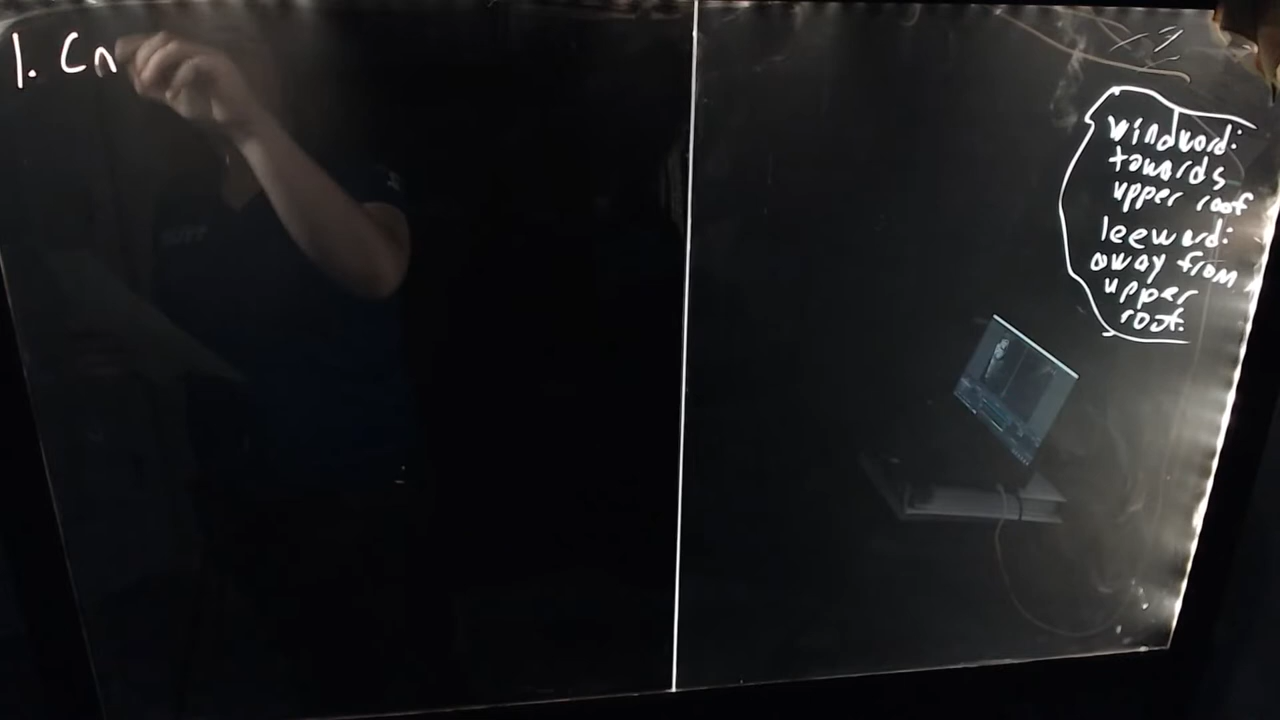 1. Cn
windward:
towards
upper roof
leeward:
away from
upper
roof.